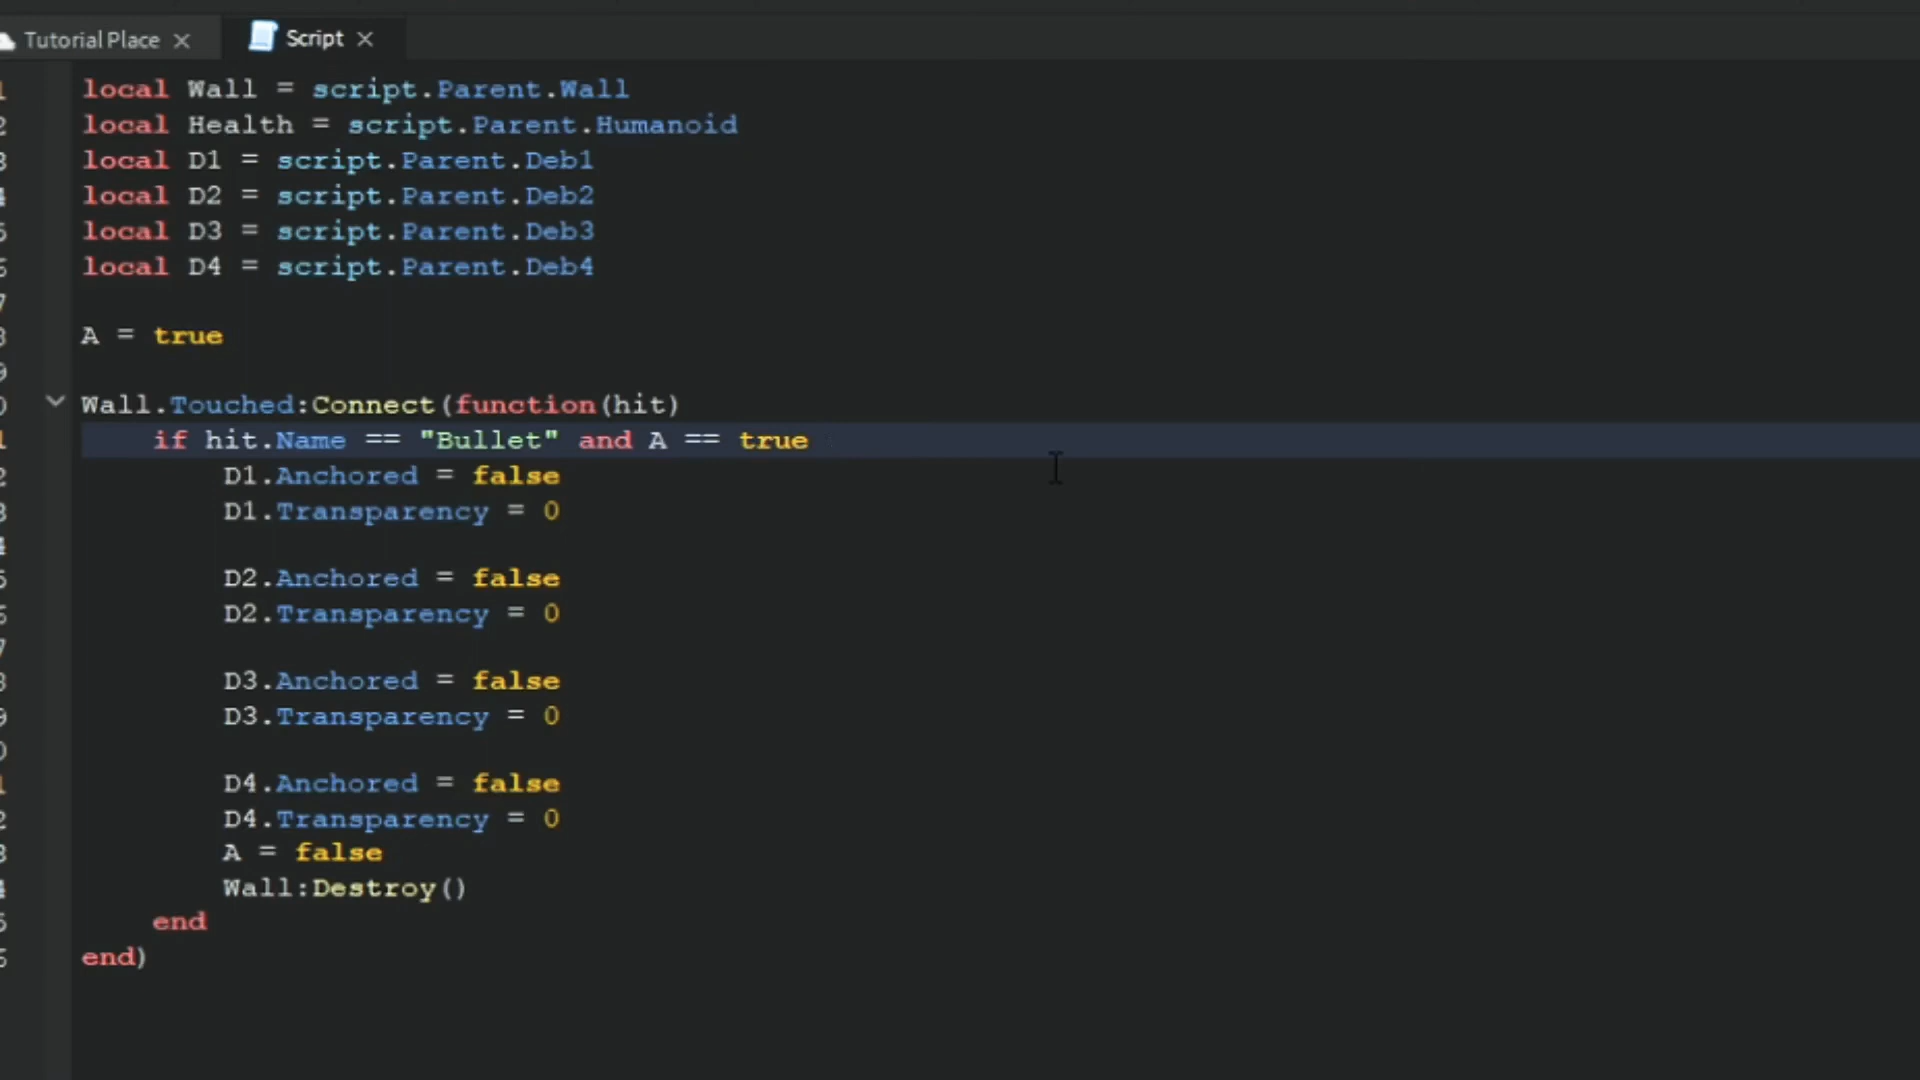 Tutorial Place
Script
local Wall = script.Parent.Wall
local Health = script.Parent.Humanoid
local D1 = script.Parent.Deb1
local D2 = script.Parent.Deb2
local D3 = script.Parent.Deb3
local D4 = script.Parent.Deb4
A = true
Wall.Touched:Connect(function(hit)
if hit.Name == "Bullet" and A == true
D1.Anchored = false
D1.Transparency = 0
D2.Anchored = false
D2.Transparency = 0
D3.Anchored = false
D3.Transparency = 0
D4.Anchored = false
D4.Transparency = 0
A = false
Wall:Destroy()
end
end)